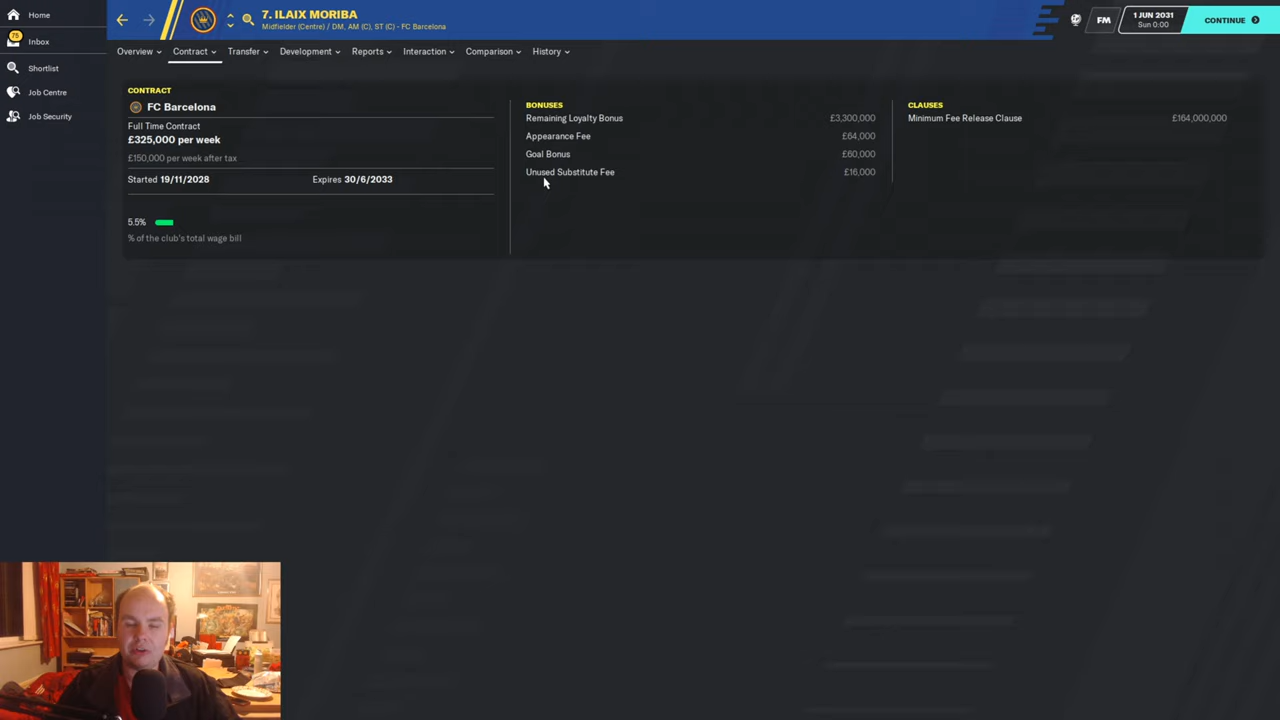 Home
75
Inbox
Shortlist
Job Centre
Job Security
7. ILAIX MORIBA
Midfielder (Centre) / DM, AM (C), ST (C) - FC Barcelona
FM
1 JUN 2031
Sun 0:00
CONTINUE
Overview
Contract
Transfer
Development
Reports
Interaction
Comparison
History
CONTRACT
FC Barcelona
Full Time Contract
£325,000 per week
£150,000 per week after tax
Started 19/11/2028 Expires 30/6/2033
5.5%
% of the club's total wage bill
BONUSES
Remaining Loyalty Bonus £3,300,000
Appearance Fee £64,000
Goal Bonus £60,000
Unused Substitute Fee £16,000
CLAUSES
Minimum Fee Release Clause £164,000,000